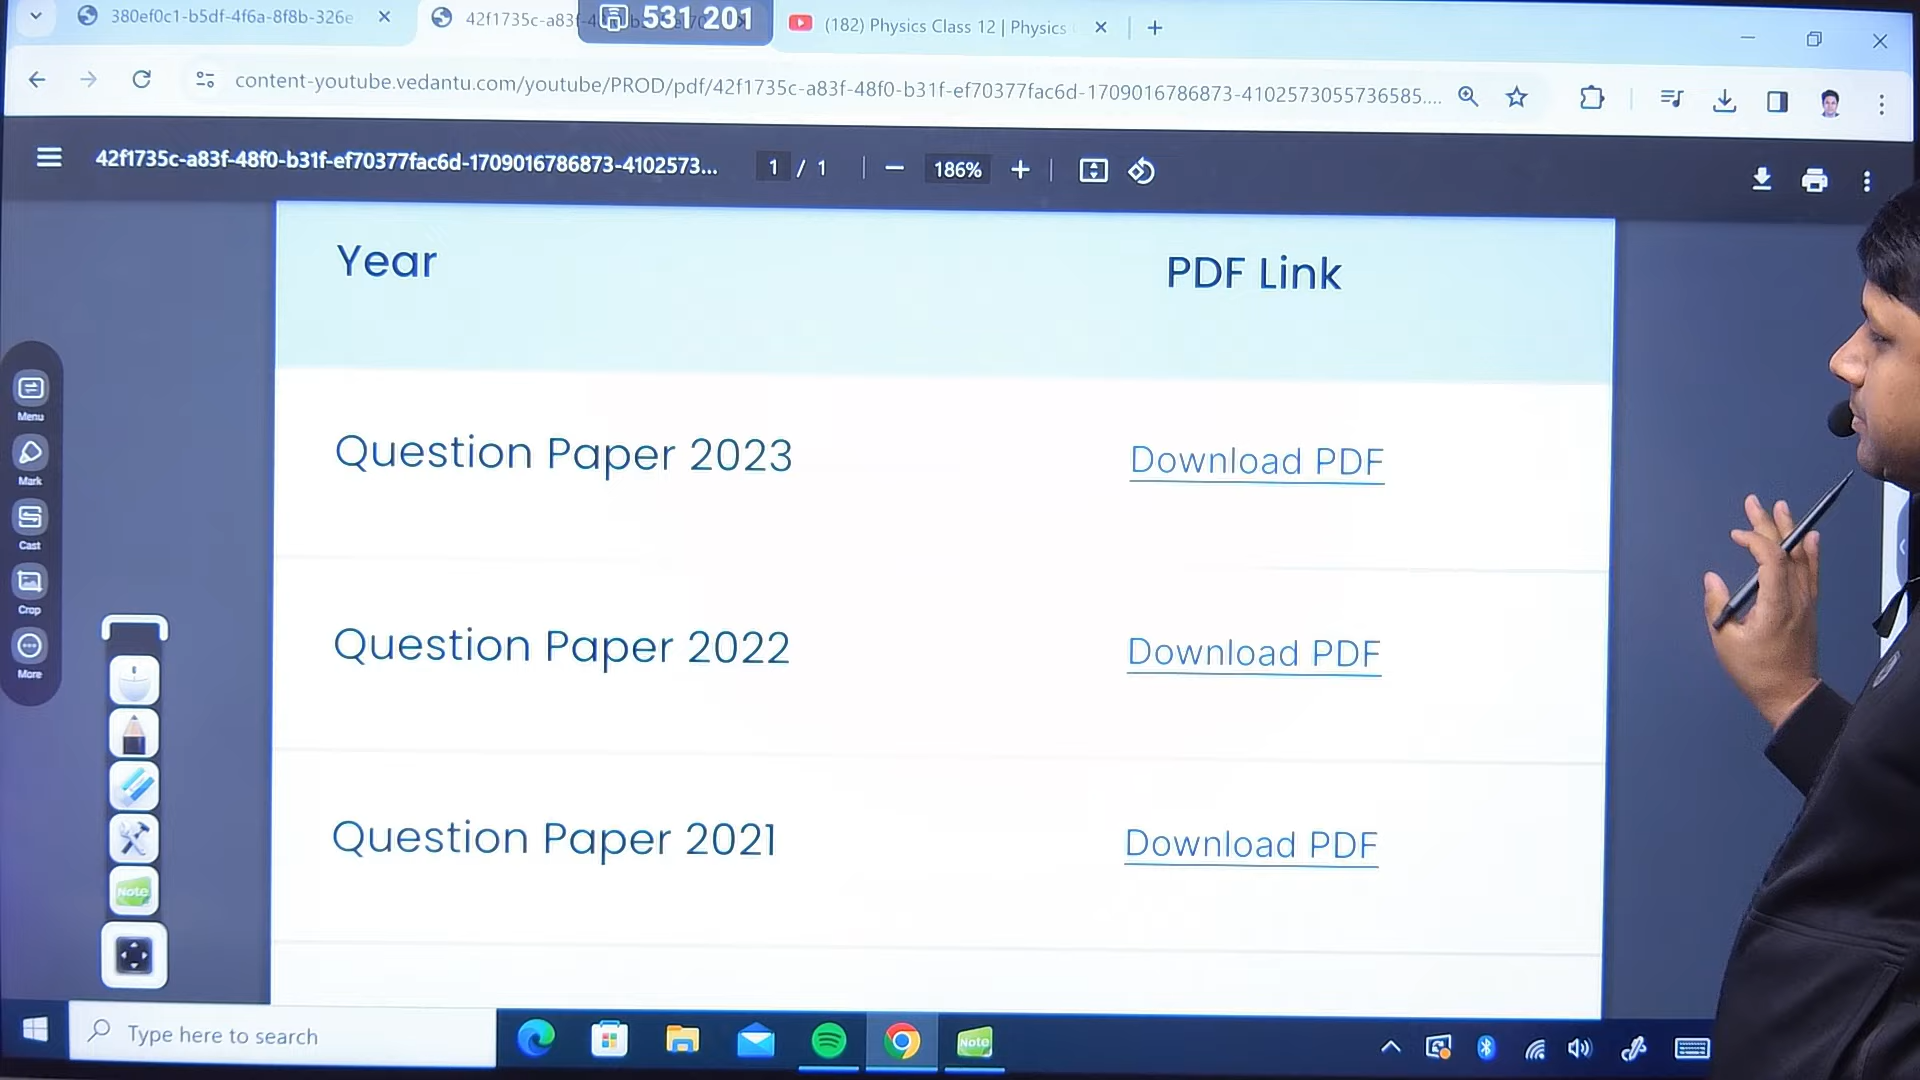 380ef0c1-b5df-4f6a-8f8b-326e
42f1735c-a83f
531 201
(182) Physics Class 12 | Physics
content-youtube.vedantu.com/youtube/PROD/pdf/42f1735c-a83f-48f0-b31f-ef70377fac6d-1709016786873-4102573055736585....
42f1735c-a83f-48f0-b31f-ef70377fac6d-1709016786873-4102573...
1 / 1
186%
Year
PDF Link
Question Paper 2023
Download PDF
Question Paper 2022
Download PDF
Question Paper 2021
Download PDF
Menu
Mark
Cast
Crop
More
Note
Type here to search
Note